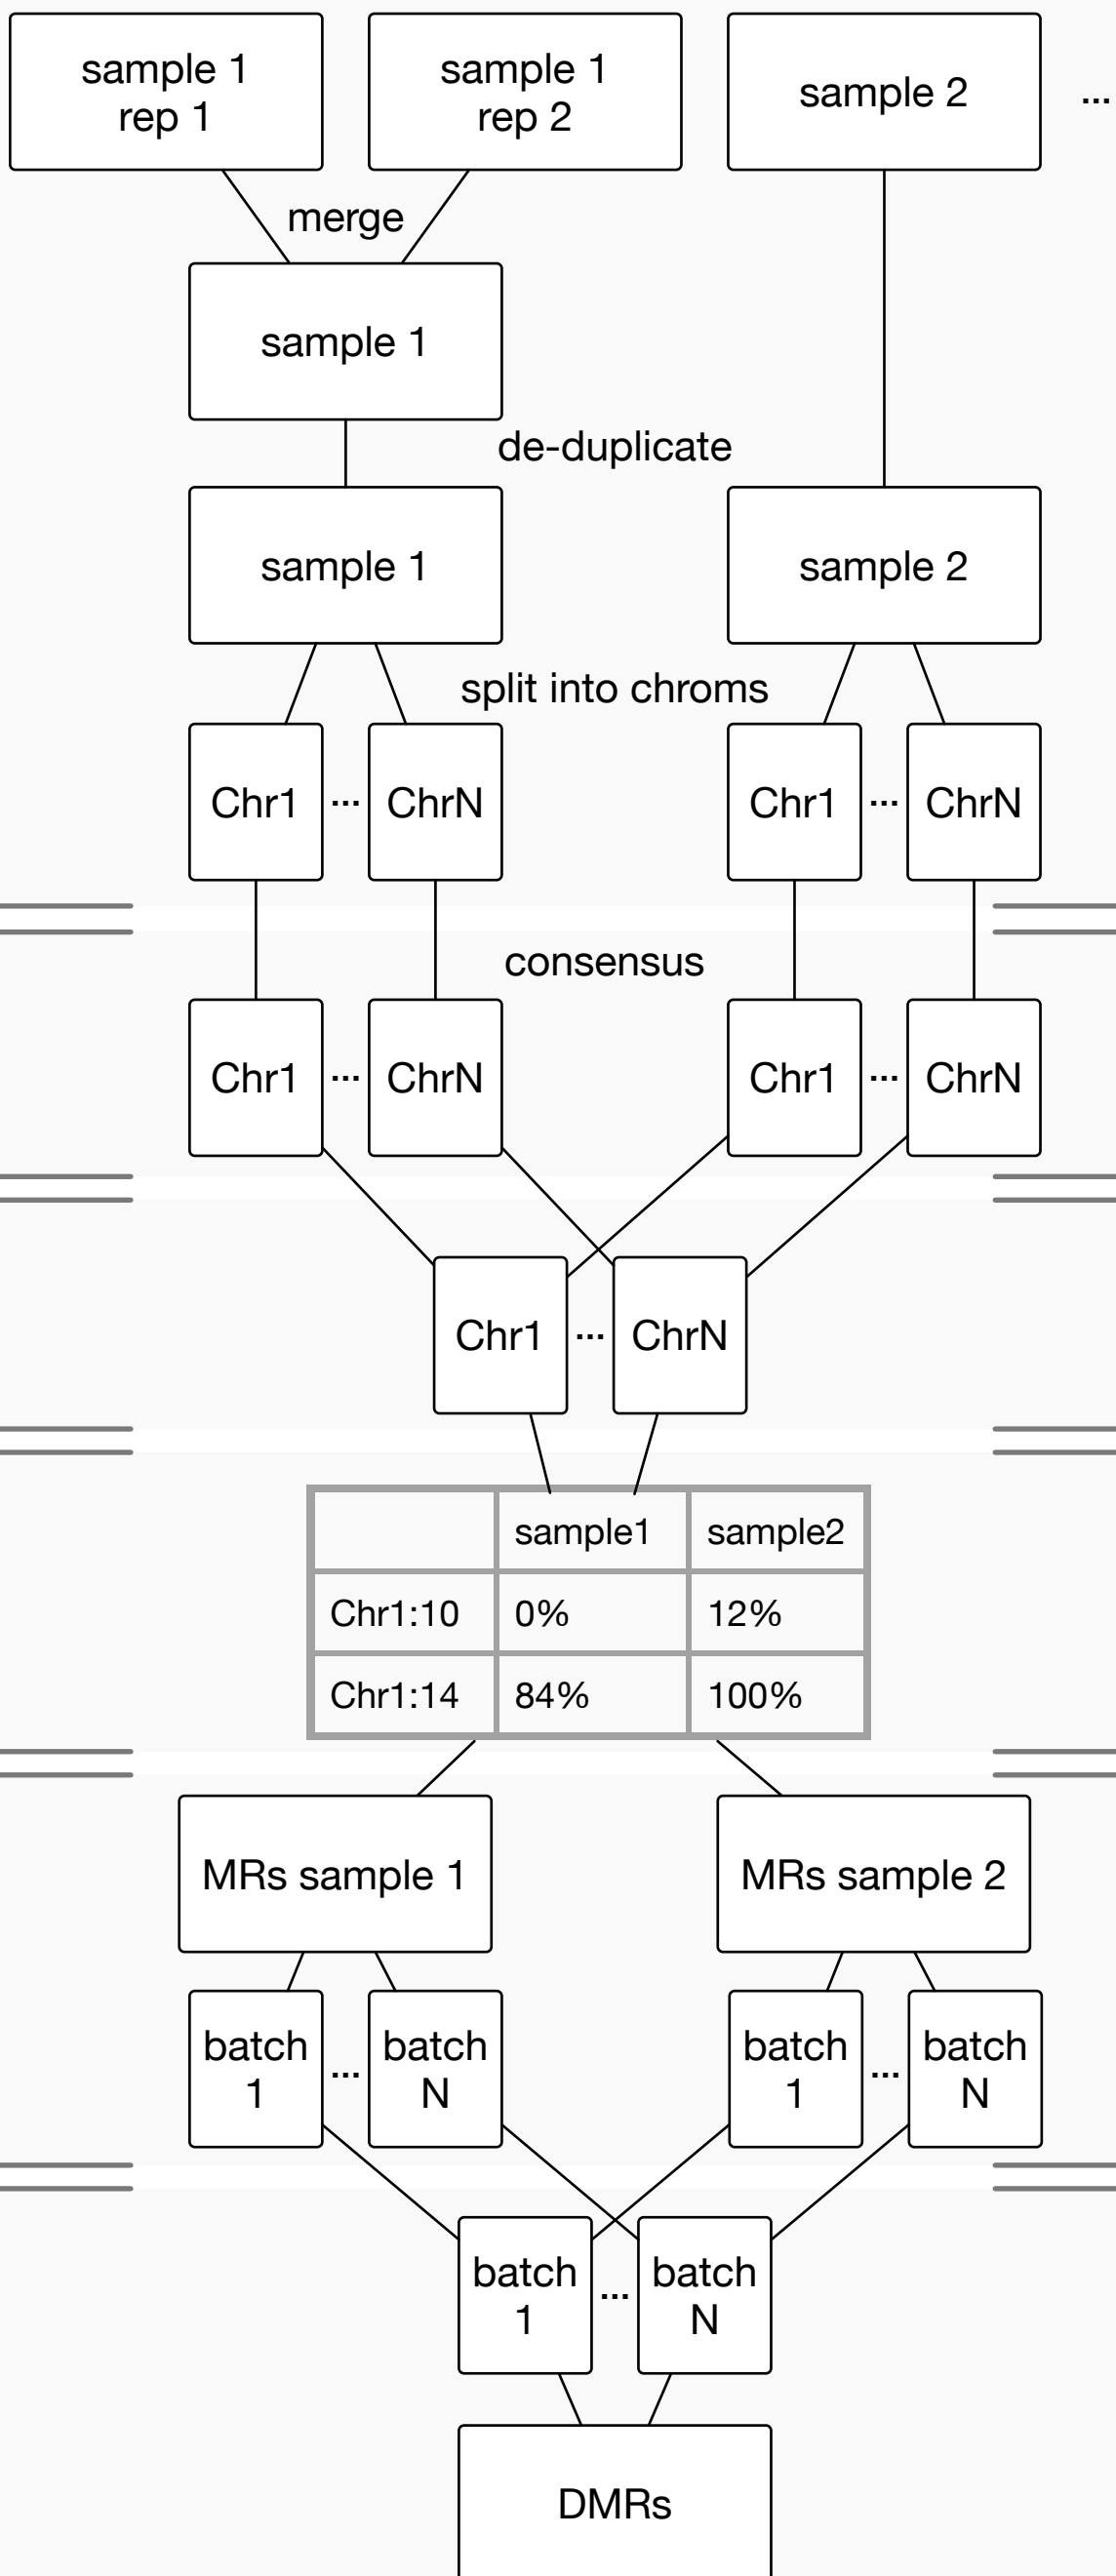 sample 1
rep 1
sample 1
rep 2
sample 2
...
merge
sample 1
de-duplicate
sample 1
sample 2
split into chroms
Chr1
...
ChrN
Chr1
...
ChrN
consensus
Chr1
...
ChrN
Chr1
...
ChrN
Chr1
...
ChrN
sample1
sample2
Chr1:10
0%
12%
Chr1:14
84%
100%
MRs sample 1
MRs sample 2
batch
1
...
batch
N
batch
1
...
batch
N
batch
1
...
batch
N
DMRs